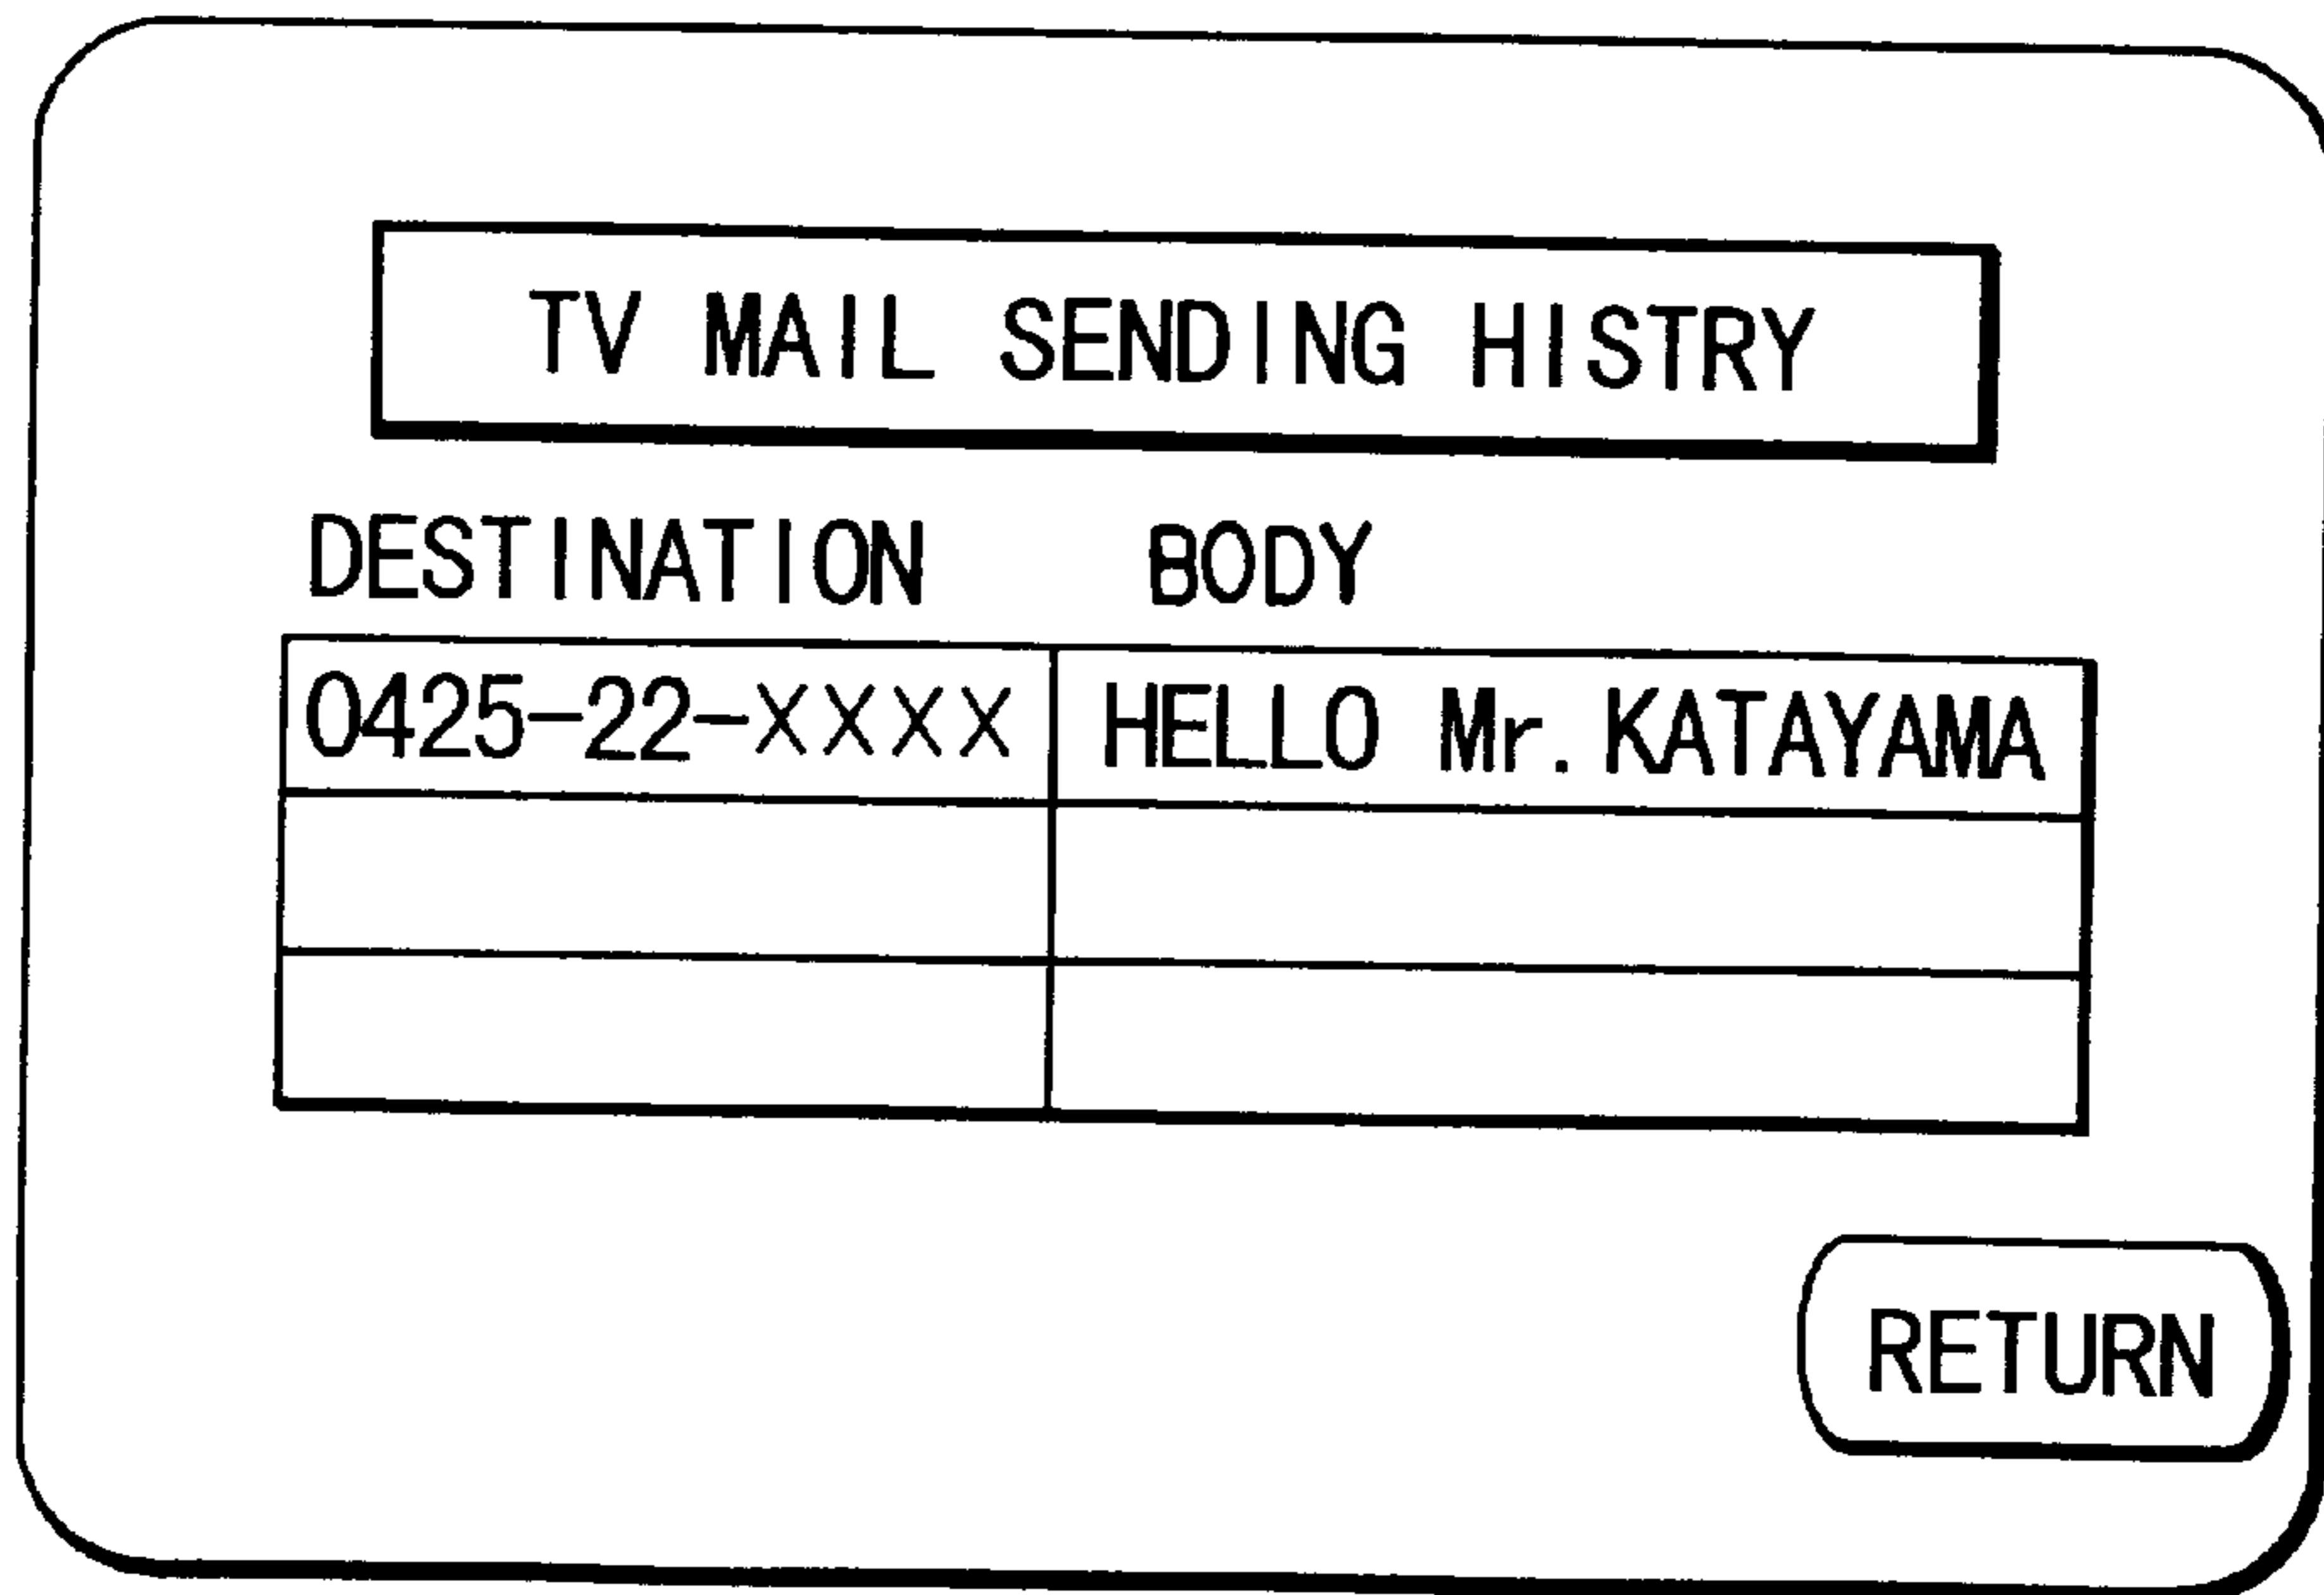 TV MAIL SENDING HISTRY
DESTINATION BODY
0425-22-XXXX HELLO Mr. KATAYAMA
RETURN